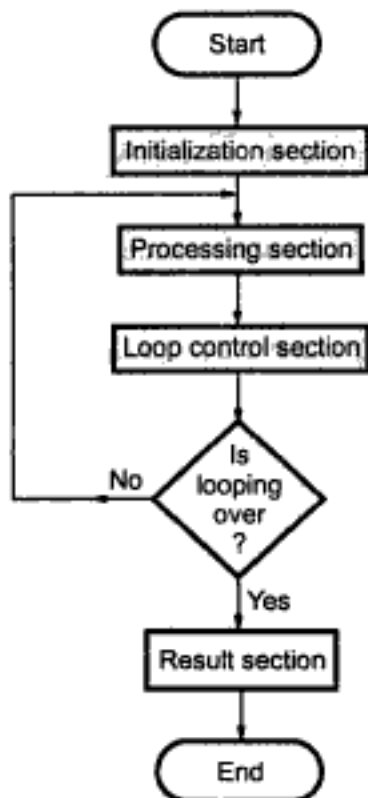 Start
Initialization section
Processing section
Loop control section
Is
looping
over
?
No
Yes
Result section
End